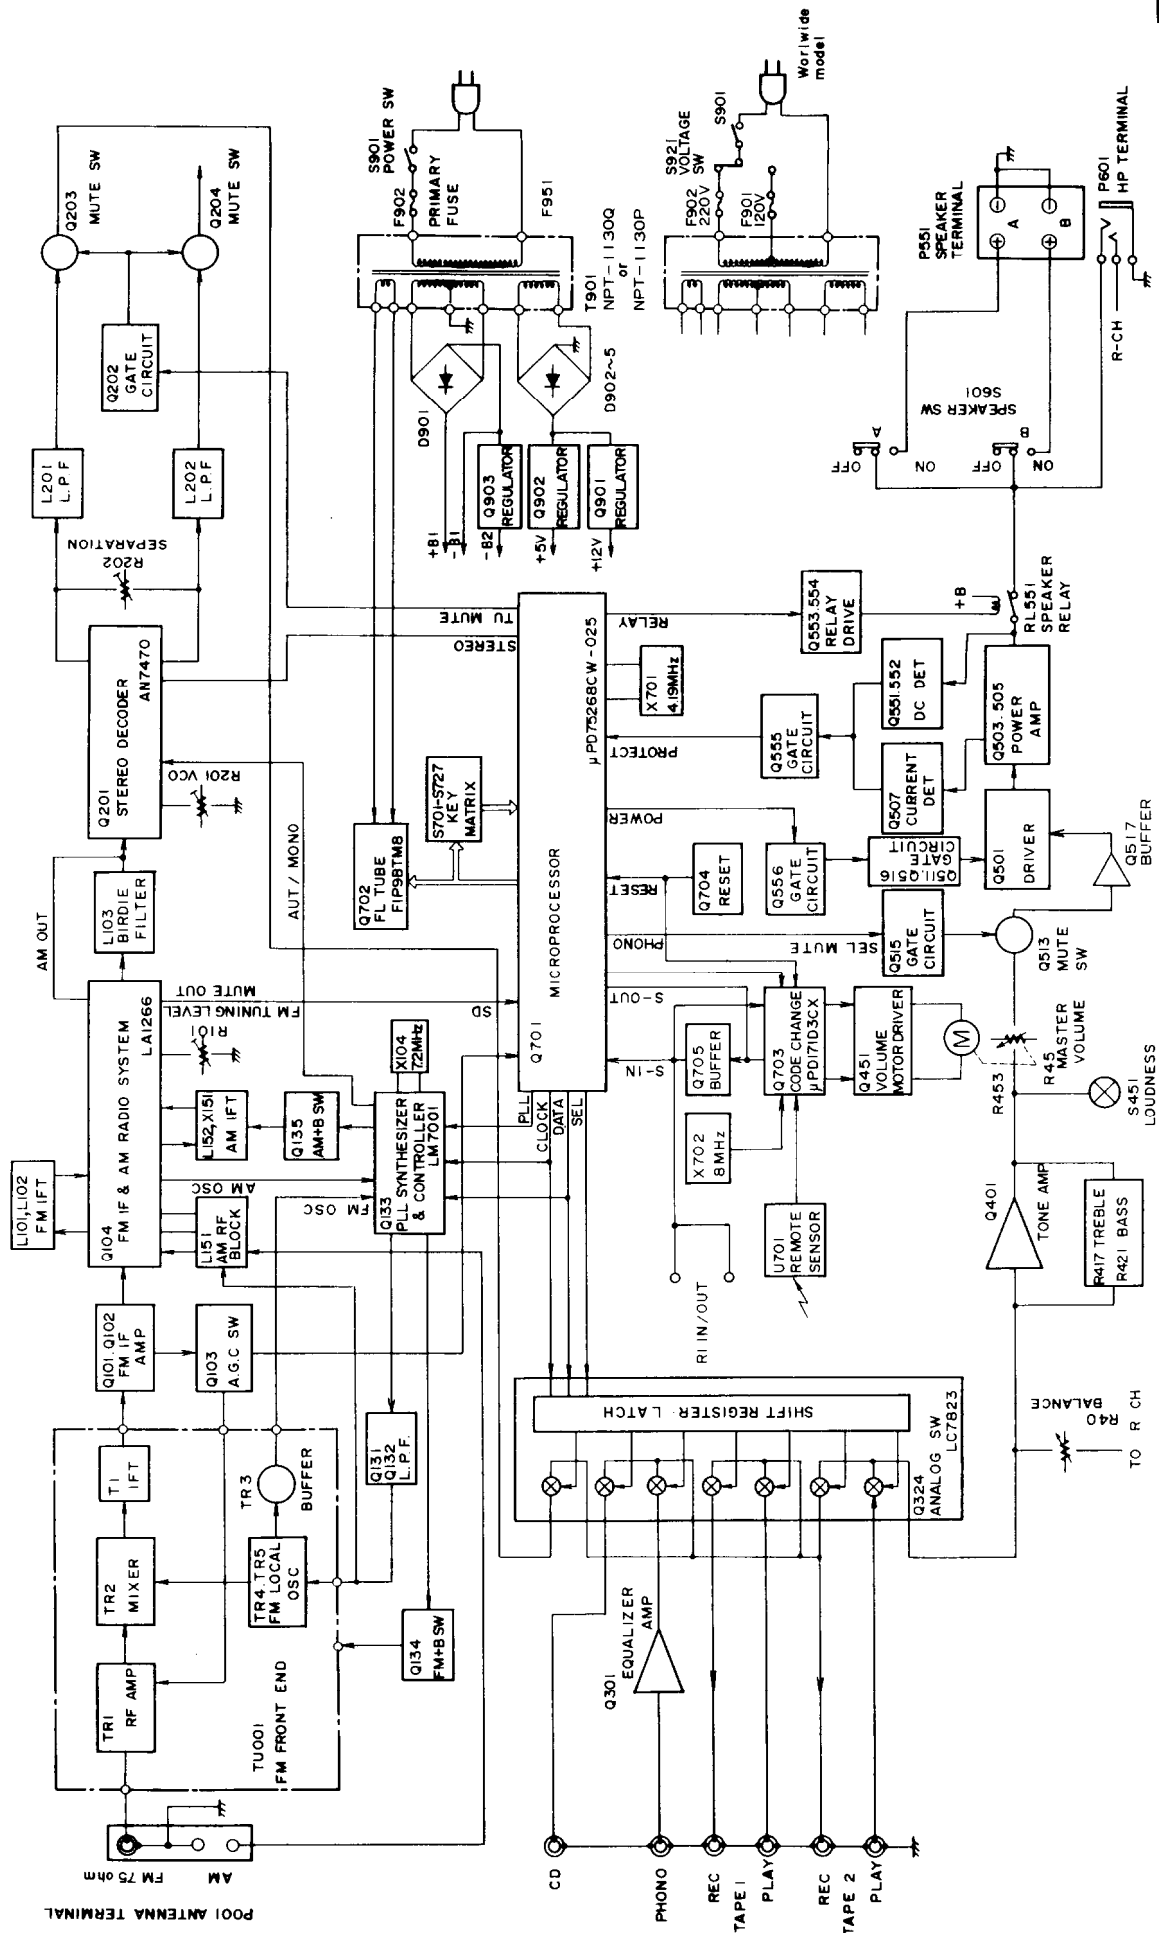 P001 ANTENNA TERMINAL
FM 75 ohm
AM
TU001
FM FRONT END
TR1
RF AMP
TR2
MIXER
T1
IFT
TR4.TR5
FM LOCAL
OSC
TR3
BUFFER
Q101.Q102
FM IF
AMP
Q103
A.G.C SW
L101,L102
FM IFT
Q104
FM IF & AM RADIO SYSTEM
LA1266
L151
AM RF
BLOCK
AM OSC
L152,X151
AM IFT
R101
FM TUNING LEVEL
MUTE OUT
AM OUT
L103
BIRDIE
FILTER
Q201
STEREO DECODER
AN7470
R201 VCO
AUT/MONO
R202
SEPARATION
L201
L.P.F
L202
L.P.F
Q202
GATE
CIRCUIT
Q203
MUTE SW
Q204
MUTE SW
Q131
Q132
L.P.F.
Q134
FM+B SW
Q133
PLL SYNTHESIZER
& CONTROLLER
LM7001
FM OSC
Q135
AM+B SW
X104
7.2MHz
PLL
CLOCK
DATA
SEL
Q701
MICROPROCESSOR
µPD75268CW-025
SD
STEREO
TU MUTE
Q702
FL TUBE
FIP9BTM8
S701-S727
KEY
MATRIX
+B1
-B1
-B2
+5V
+12V
Q903
REGULATOR
Q902
REGULATOR
Q901
REGULATOR
D901
D902~5
T901
NPT-1130Q
or
NPT-1130P
S901
POWER SW
F902
PRIMARY
FUSE
F951
S921
VOLTAGE
SW
S901
F902
220V
F901
120V
Worlwide
model
S-IN
S-OUT
PHONO
RESET
POWER
PROTECT
RELAY
X701
4.19MHz
Q704
RESET
Q705
BUFFER
X702
8MHz
Q703
CODE CHANGE
µPD171D3CX
U701
REMOTE
SENSOR
RI IN/OUT
Q451
VOLUME
MOTOR DRIVER
M
SEL MUTE
Q515
GATE
CIRCUIT
Q556
GATE
CIRCUIT
Q511.Q516
GATE
CIRCUIT
Q555
GATE
CIRCUIT
Q507
CURRENT
DET
Q551.552
DC DET
Q553.554
RELAY
DRIVE
Q501
DRIVER
Q503.505
POWER
AMP
+B
RL551
SPEAKER
RELAY
Q517
BUFFER
Q513
MUTE
SW
R453
R45
MASTER
VOLUME
S451
LOUDNESS
Q401
TONE AMP
R417 TREBLE
R421 BASS
R40
BALANCE
TO R CH
SPEAKER SW
S601
A
OFF
ON
B
OFF
ON
P551
SPEAKER
TERMINAL
A
B
P601
HP TERMINAL
R-CH
SHIFT REGISTER·LATCH
Q324
ANALOG SW
LC7823
Q301
EQUALIZER
AMP
CD
PHONO
REC
TAPE 1
PLAY
REC
TAPE 2
PLAY